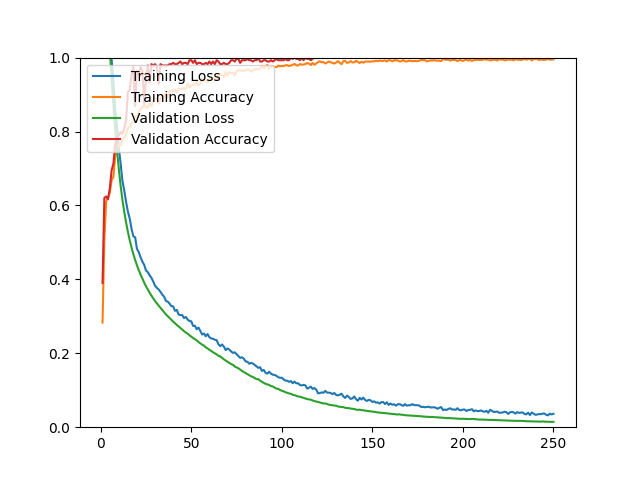 1.0
0.8
0.6
0.4
0.2
0.0
Training Loss
Training Accuracy
Validation Loss
Validation Accuracy
0 50 100 150 200 250